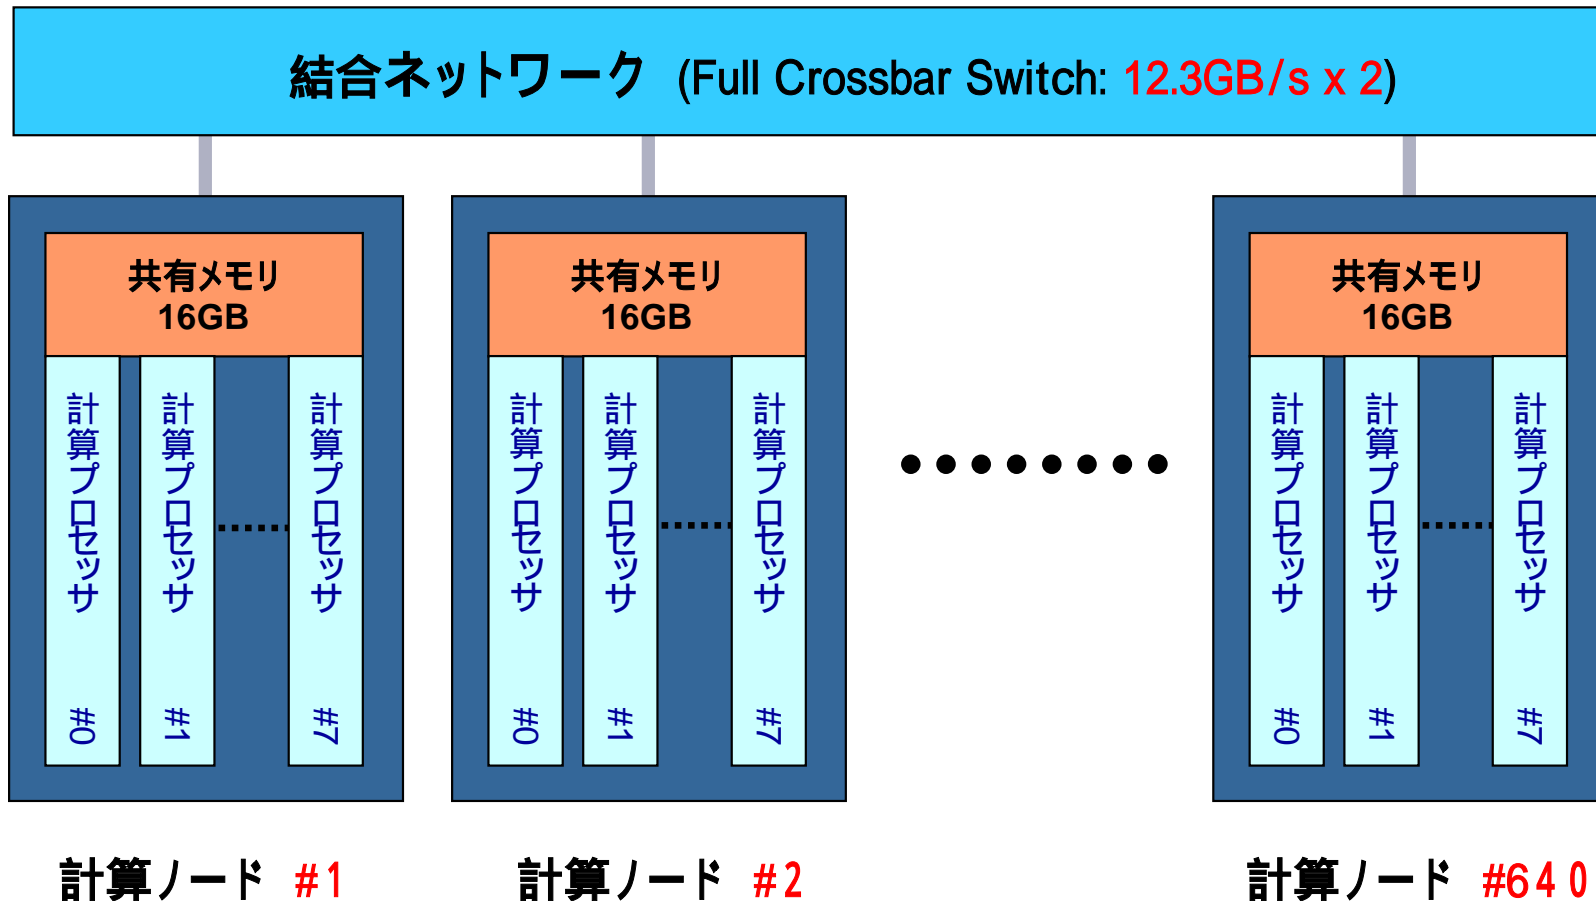 結合ネットワーク (Full Crossbar Switch: 12.3GB/s x 2)
共有メモリ
16GB
計算プロセッサ #0
計算プロセッサ #1
計算プロセッサ #7
共有メモリ
16GB
計算プロセッサ #0
計算プロセッサ #1
計算プロセッサ #7
共有メモリ
16GB
計算プロセッサ #0
計算プロセッサ #1
計算プロセッサ #7
計算ノード #1
計算ノード #2
計算ノード #640